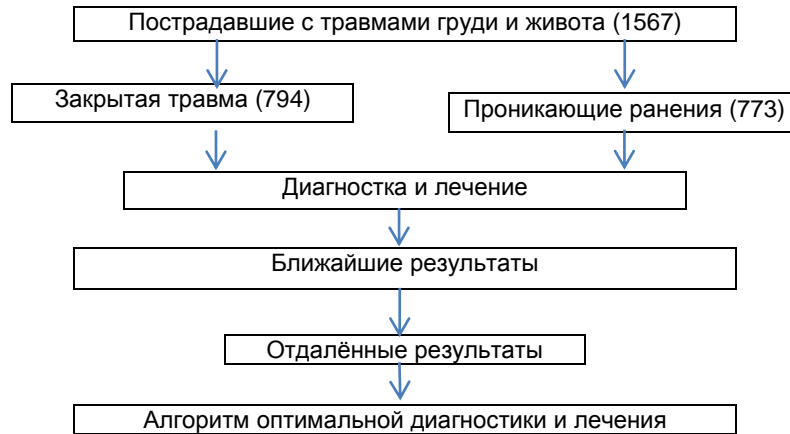 Пострадавшие с травмами груди и живота (1567)
Закрытая травма (794)
Проникающие ранения (773)
Диагностка и лечение
Ближайшие результаты
Отдалённые результаты
Алгоритм оптимальной диагностики и лечения